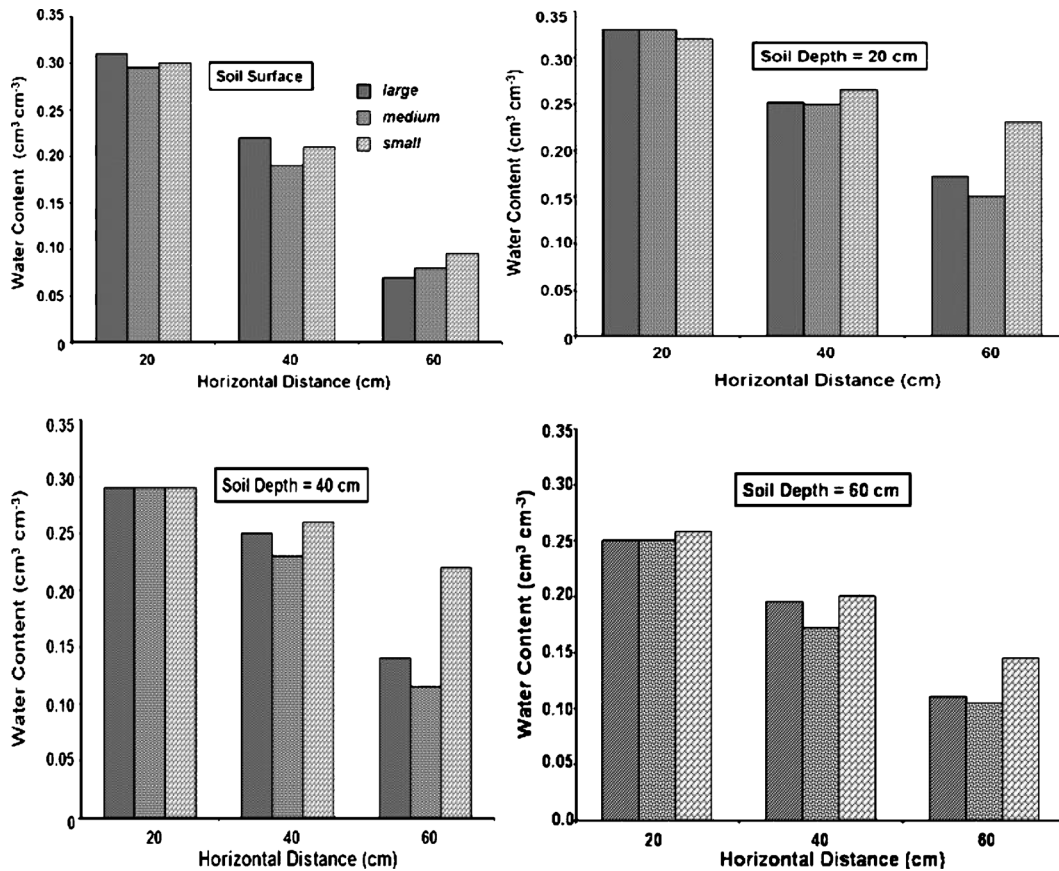 0.35
0.30
0.25
0.20
0.15
0.10
0.05
0
Water Content (cm³ cm⁻³)
Soil Surface
large
medium
small
20 40 60
Horizontal Distance (cm)
0.35
0.30
0.25
0.20
0.15
0.10
0.05
0
Water Content (cm³ cm⁻³)
Soil Depth = 20 cm
20 40 60
Horizontal Distance (cm)
0.35
0.30
0.25
0.20
0.15
0.10
0.05
0
Water Content (cm³ cm⁻³)
Soil Depth = 40 cm
20 40 60
Horizontal Distance (cm)
0.35
0.30
0.25
0.20
0.15
0.10
0.05
0.0
Water Content (cm³ cm⁻³)
Soil Depth = 60 cm
20 40 60
Horizontal Distance (cm)